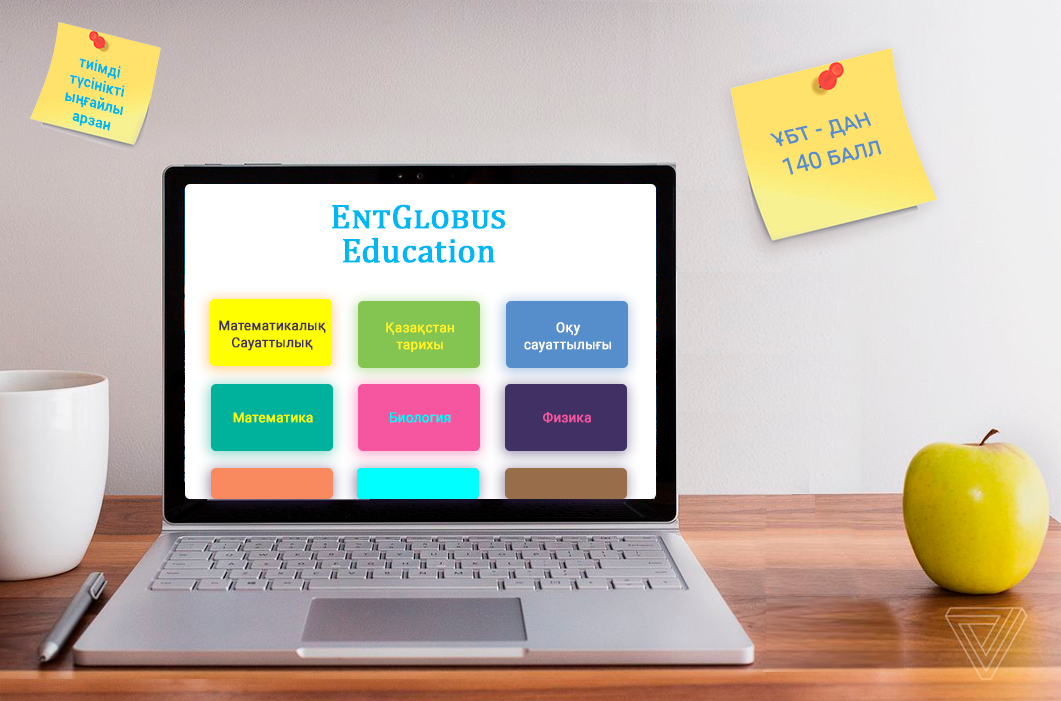 тиімді
түсінікті
ыңғайлы
арзан
ҰБТ - ДАН
140 БАЛЛ
ENTGLOBUS
Education
Математикалық
Сауаттылық
Қазақстан
тарихы
Оқу
сауаттылығы
Математика
Биология
Физика